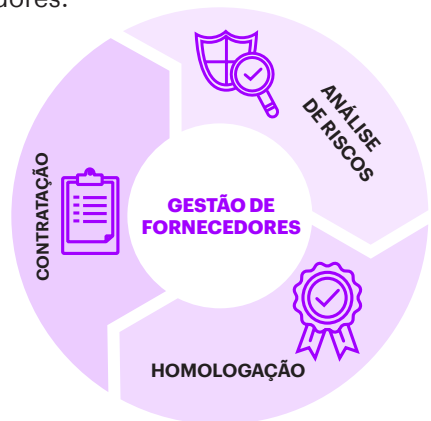 GESTÃO DE
FORNECEDORES
ANÁLISE
DE RISCOS
HOMOLOGAÇÃO
CONTRATAÇÃO